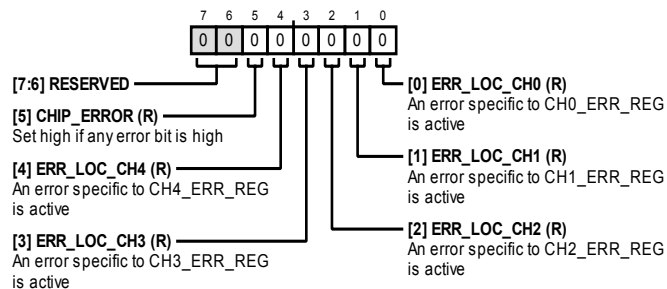 7 6 5 4 3 2 1 0
0 0 0 0 0 0 0 0
[7:6] RESERVED
[5] CHIP_ERROR (R)
Set high if any error bit is high
[4] ERR_LOC_CH4 (R)
An error specific to CH4_ERR_REG
is active
[3] ERR_LOC_CH3 (R)
An error specific to CH3_ERR_REG
is active
[0] ERR_LOC_CH0 (R)
An error specific to CH0_ERR_REG
is active
[1] ERR_LOC_CH1 (R)
An error specific to CH1_ERR_REG
is active
[2] ERR_LOC_CH2 (R)
An error specific to CH2_ERR_REG
is active